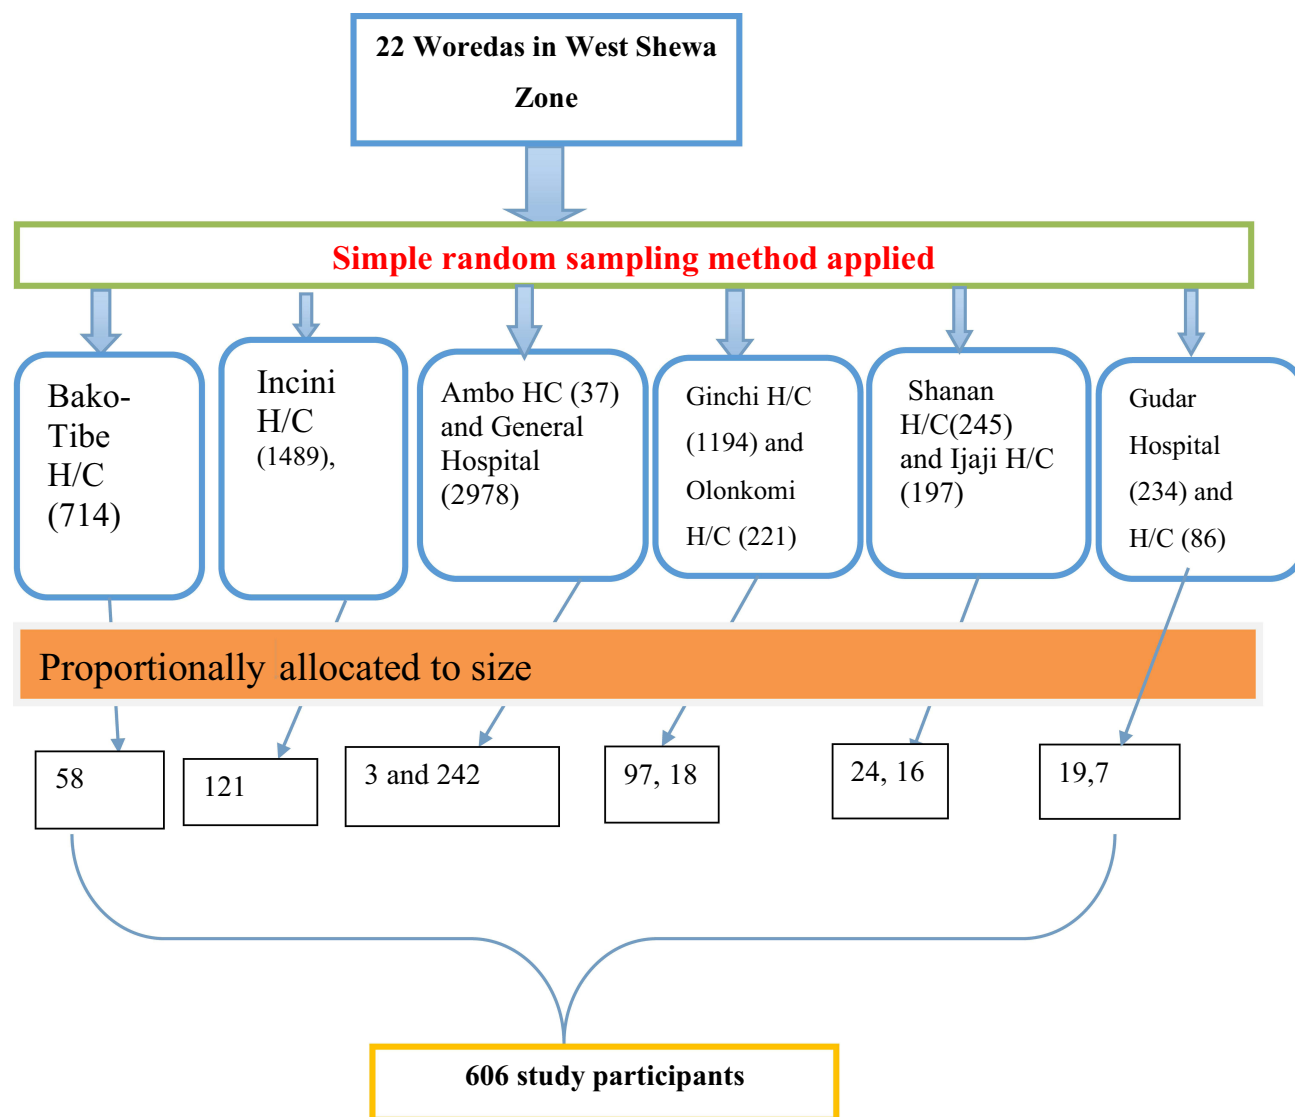 22 Woredas in West Shewa
Zone
Simple random sampling method applied
Bako-
Tibe
H/C
(714)
Incini
H/C
(1489),
Ambo HC (37)
and General
Hospital
(2978)
Ginchi H/C
(1194) and
Olonkomi
H/C (221)
Shanan
H/C(245)
and Ijaji H/C
(197)
Gudar
Hospital
(234) and
H/C (86)
Proportionally allocated to size
58
121
3 and 242
97, 18
24, 16
19,7
606 study participants